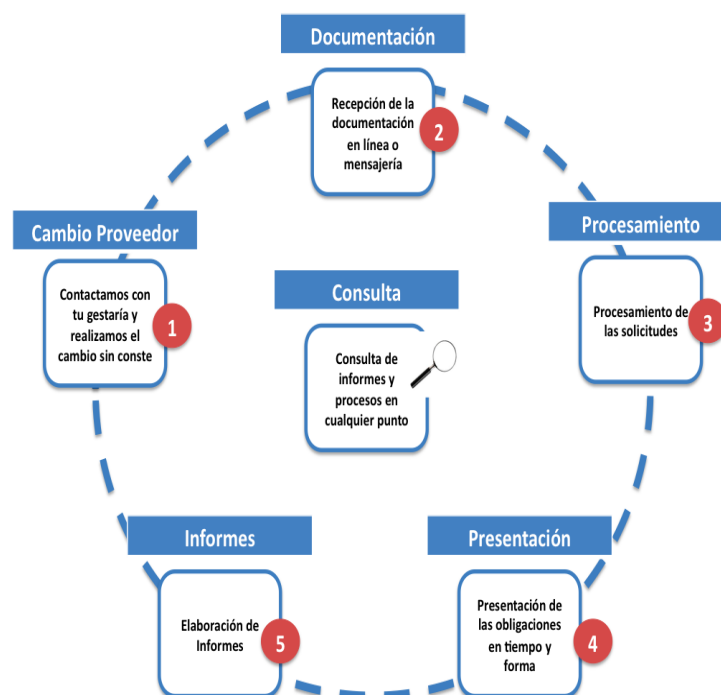 Documentación
Recepción de la
documentación
en línea o
mensajería
2
Cambio Proveedor
Contactamos con
tu gestaría y
realizamos el
cambio sin conste
1
Procesamiento
Procesamiento de
las solicitudes
3
Consulta
Consulta de
informes y
procesos en
cualquier punto
Informes
Elaboración de
Informes
5
Presentación
Presentación de
las obligaciones
en tiempo y
forma
4